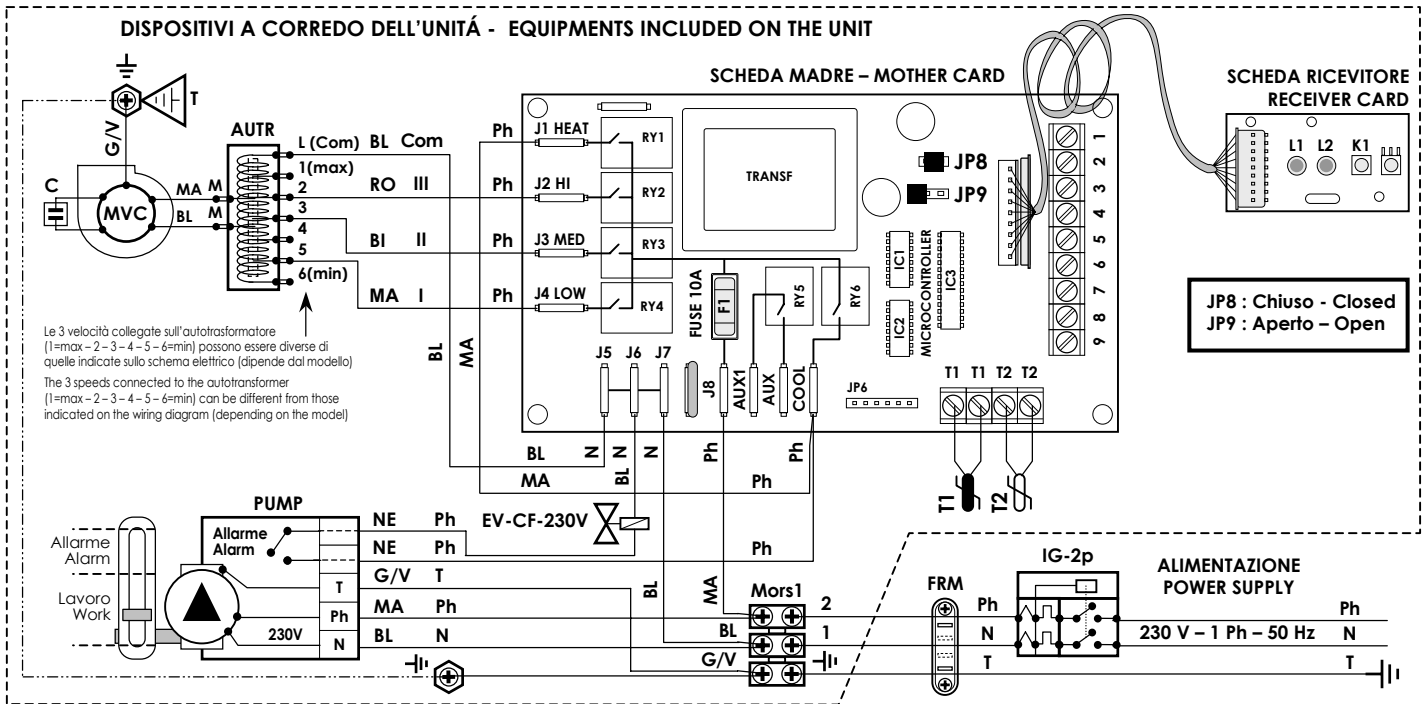 DISPOSITIVI A CORREDO DELL'UNITÁ - EQUIPMENTS INCLUDED ON THE UNIT
SCHEDA MADRE – MOTHER CARD
SCHEDA RICEVITORE
RECEIVER CARD
T
G/V
AUTR
L (Com) BL Com
1(max)
2
3
4
5
6(min)
RO III
BI II
MA I
C
MVC
MA M
BL M
Ph J1 HEAT RY1
Ph J2 HI RY2
Ph J3 MED RY3
Ph J4 LOW RY4
TRANSF
JP8
JP9
1
2
3
4
5
6
7
8
9
L1 L2 K1
JP8 : Chiuso - Closed
JP9 : Aperto – Open
FUSE 10A
F1
RY5
RY6
IC1
IC2
MICROCONTROLLER
IC3
BL
MA
J5 J6 J7
J8
AUX1
AUX
COOL
JP6
T1 T1 T2 T2
T1
T2
Le 3 velocità collegate sull'autotrasformatore
(1=max – 2 – 3 – 4 – 5 – 6=min) possono essere diverse di
quelle indicate sullo schema elettrico (dipende dal modello)
The 3 speeds connected to the autotransformer
(1=max – 2 – 3 – 4 – 5 – 6=min) can be different from those
indicated on the wiring diagram (depending on the model)
BL N
BL N
N
Ph
Ph
MA Ph
PUMP
Allarme
Alarm
Allarme
Alarm
Lavoro
Work
230V
T
Ph
N
NE Ph
NE Ph
G/V T
MA Ph
BL N
EV-CF-230V
Ph
BL
MA
Mors1
2
BL 1
G/V
FRM
IG-2p
ALIMENTAZIONE
POWER SUPPLY
Ph
N
T
230 V – 1 Ph – 50 Hz
Ph
N
T